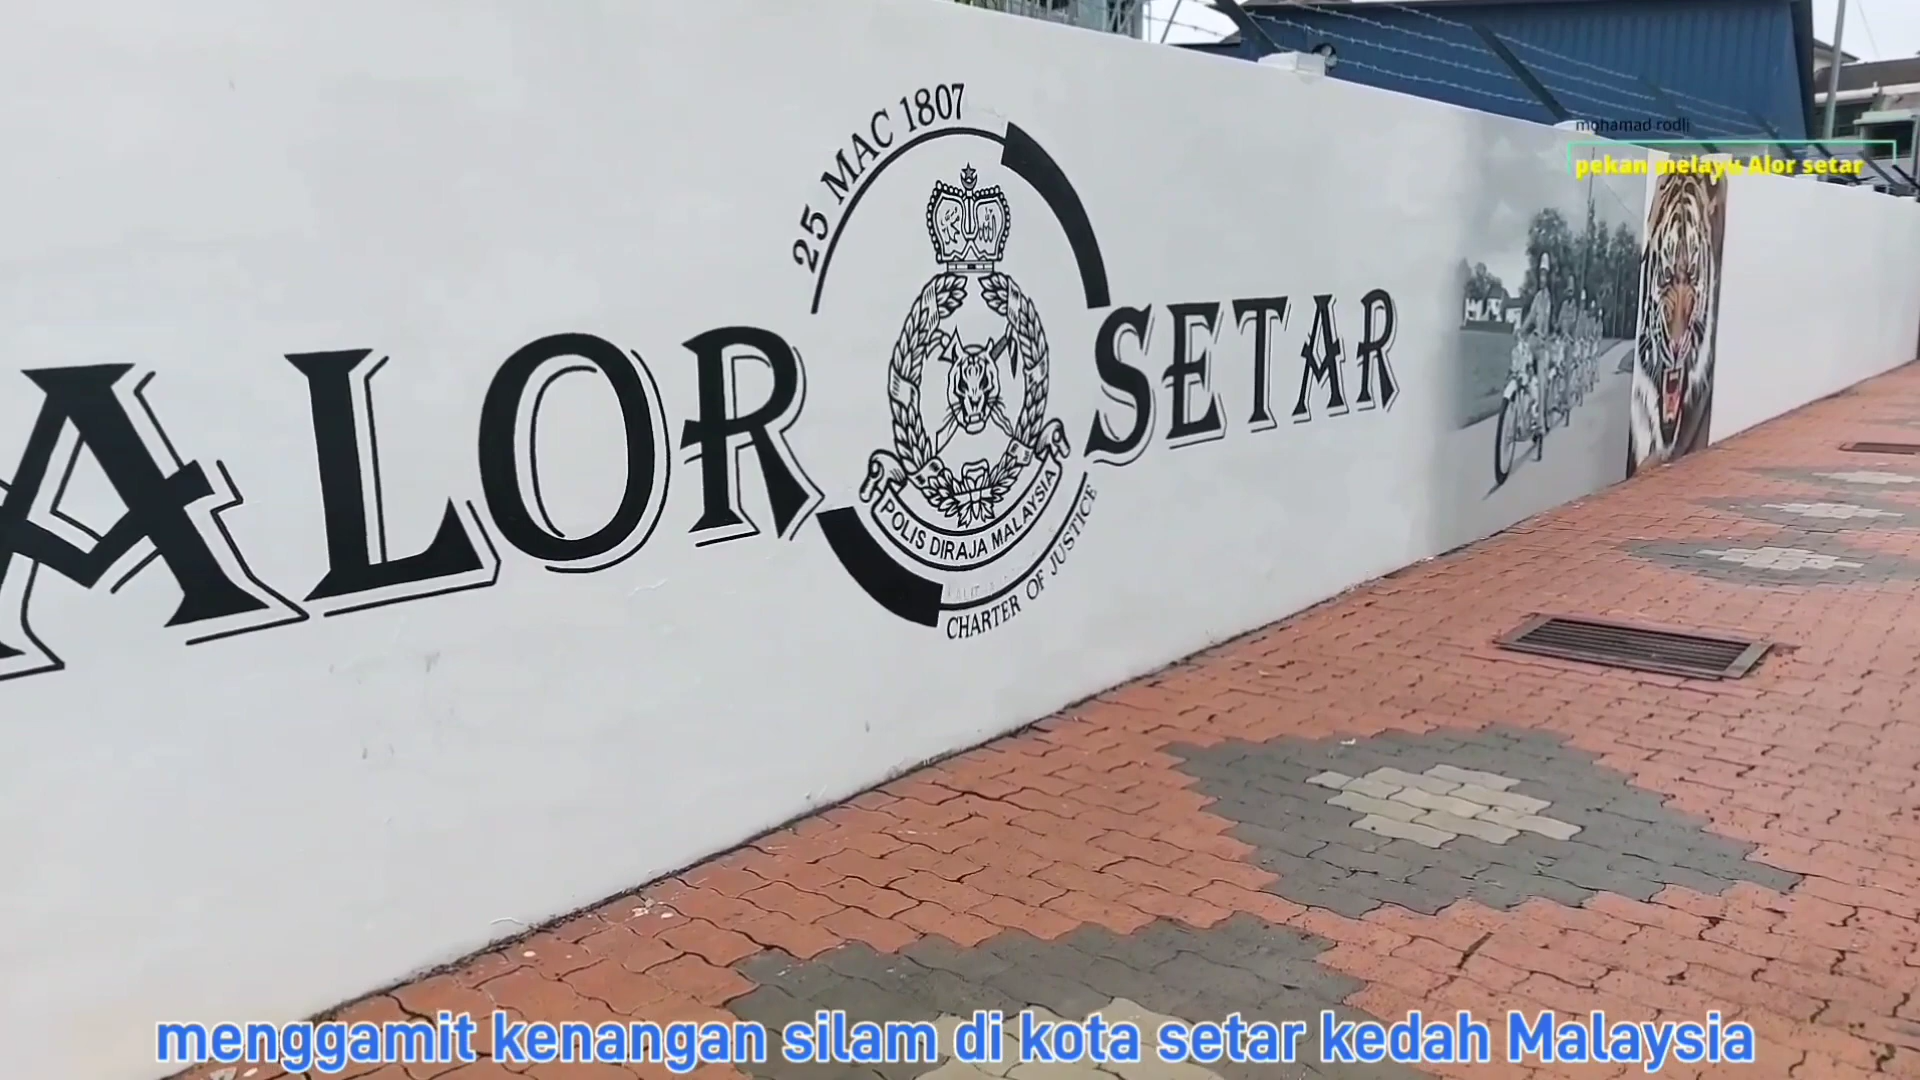 mohamad rodli
pekan melayu Alor setar
25 MAC 1807
ALOR SETAR
POLIS DIRAJA MALAYSIA
CHARTER OF JUSTICE
menggamit kenangan silam di kota setar kedah Malaysia